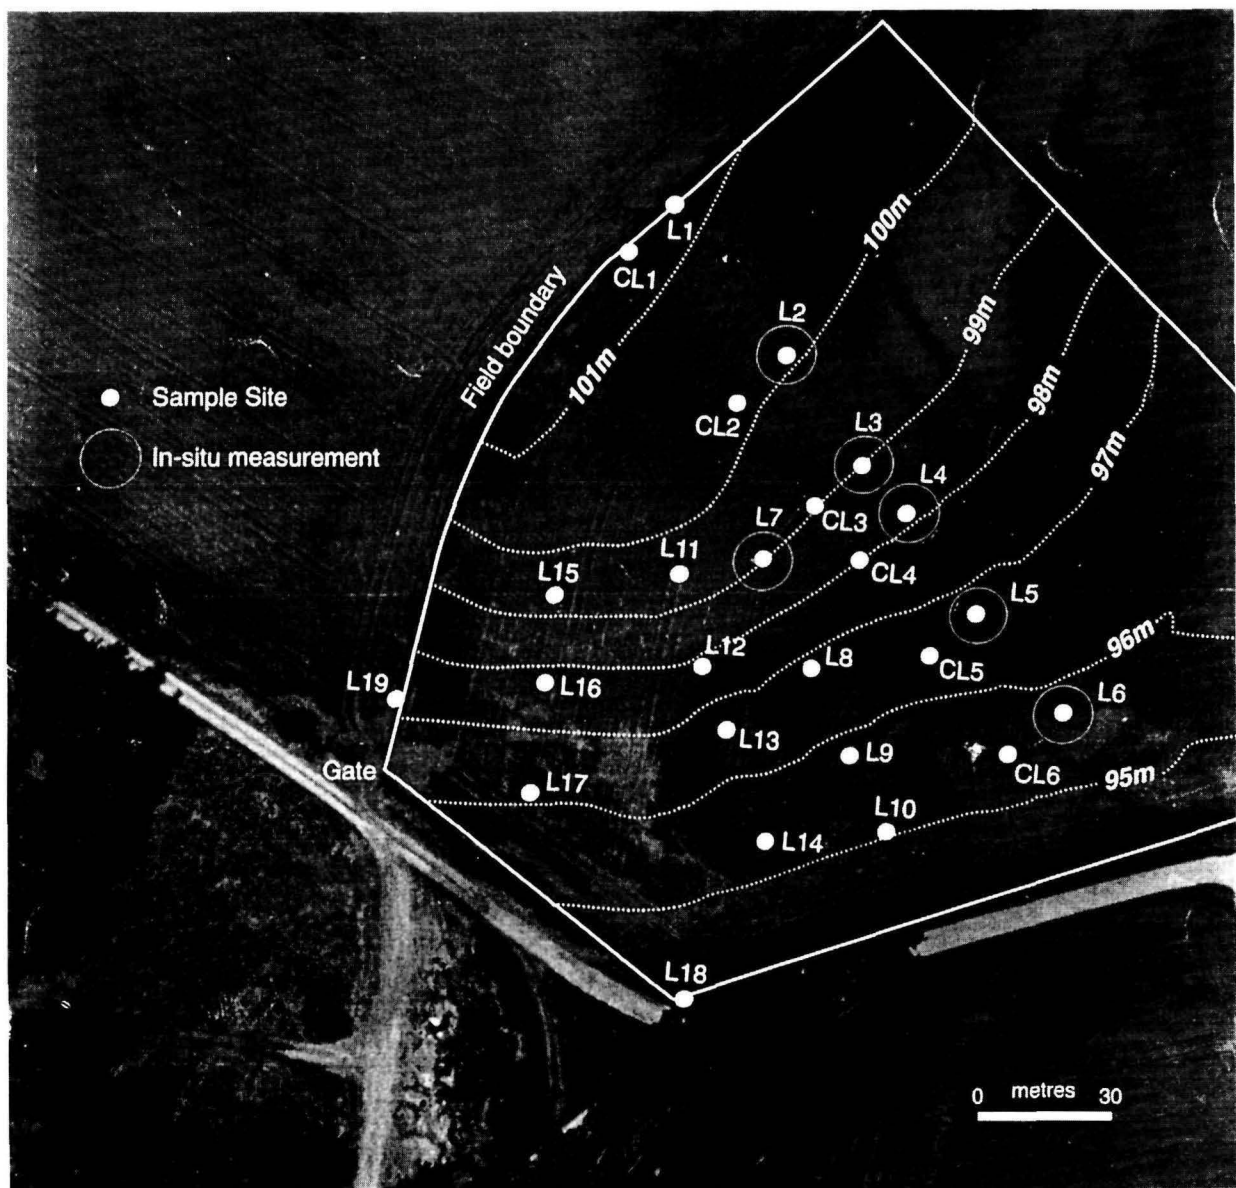 L1
CL1
100m
Field boundary
L2
99m
101m
98m
Sample Site
CL2
L3
In-situ measurement
97m
L4
CL3
L7
L11
CL4
L15
L5
96m
L12
L8
CL5
L19
L16
L6
L13
L9
Gate
CL6
95m
L17
L10
L14
L18
0 metres 30